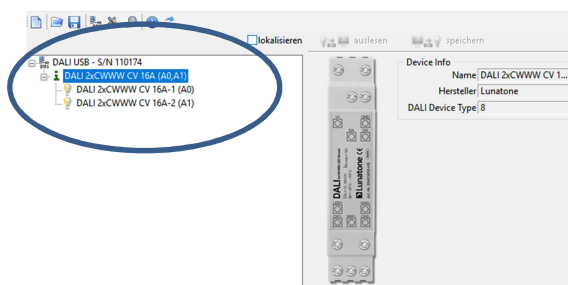 lokalisieren auslesen speichern
DALI USB - S/N 110174
DALI 2xCWWW CV 16A (A0,A1)
DALI 2xCWWW CV 16A-1 (A0)
DALI 2xCWWW CV 16A-2 (A1)
Device Info
Name DALI 2xCWWW CV 1...
Hersteller Lunatone
DALI Device Type 8
DALI
Lunatone CE